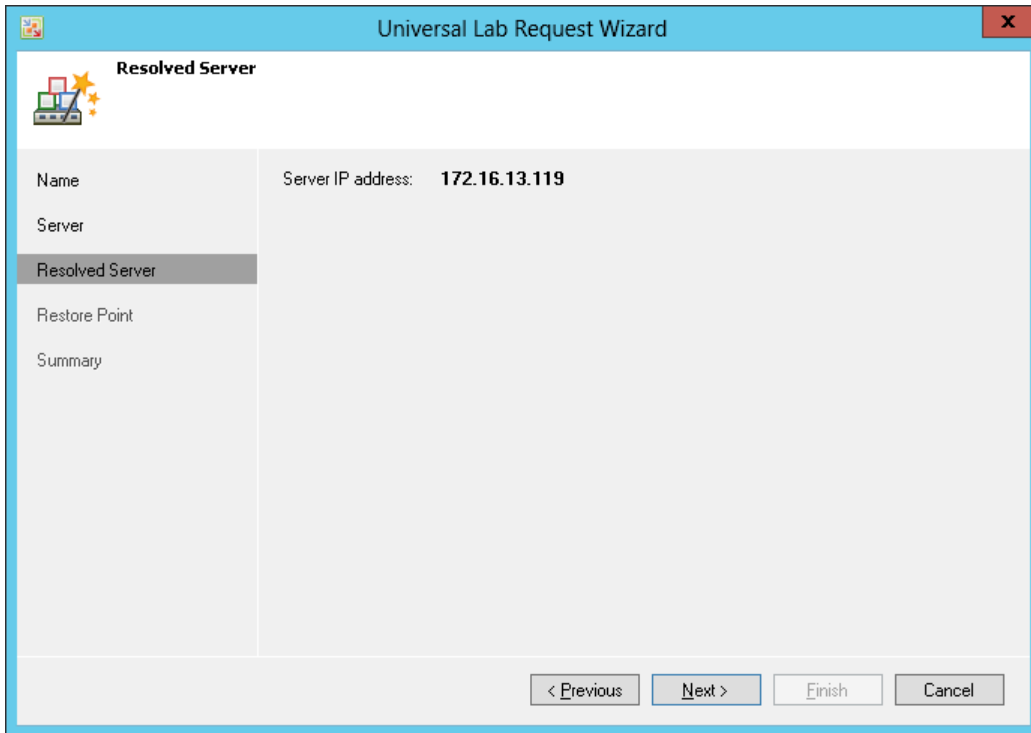 Universal Lab Request Wizard
x
Resolved Server
Name
Server IP address: 172.16.13.119
Server
Resolved Server
Restore Point
Summary
< Previous Next > Finish Cancel